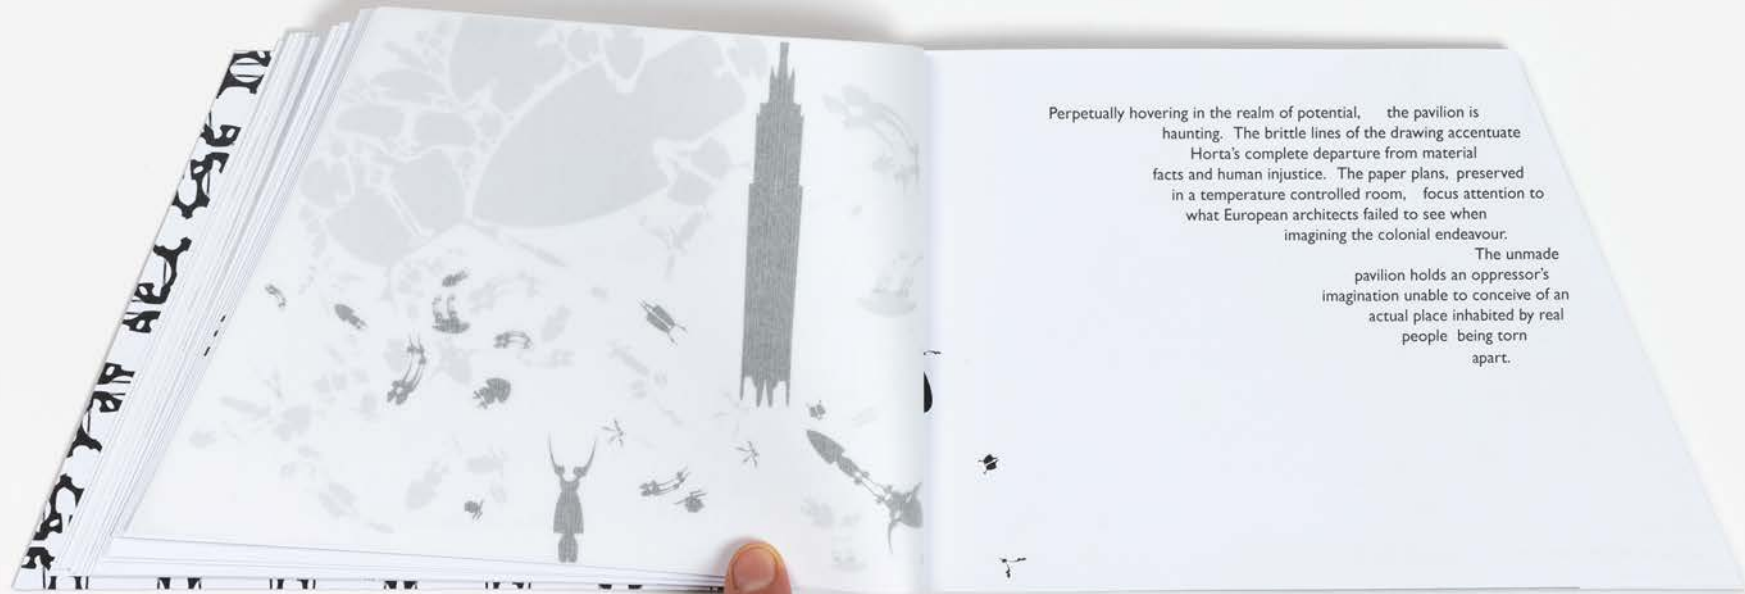 Perpetually hovering in the realm of potential, the pavilion is
haunting. The brittle lines of the drawing accentuate
Horta's complete departure from material
facts and human injustice. The paper plans, preserved
in a temperature controlled room, focus attention to
what European architects failed to see when
imagining the colonial endeavour.
The unmade
pavilion holds an oppressor's
imagination unable to conceive of an
actual place inhabited by real
people being torn
apart.